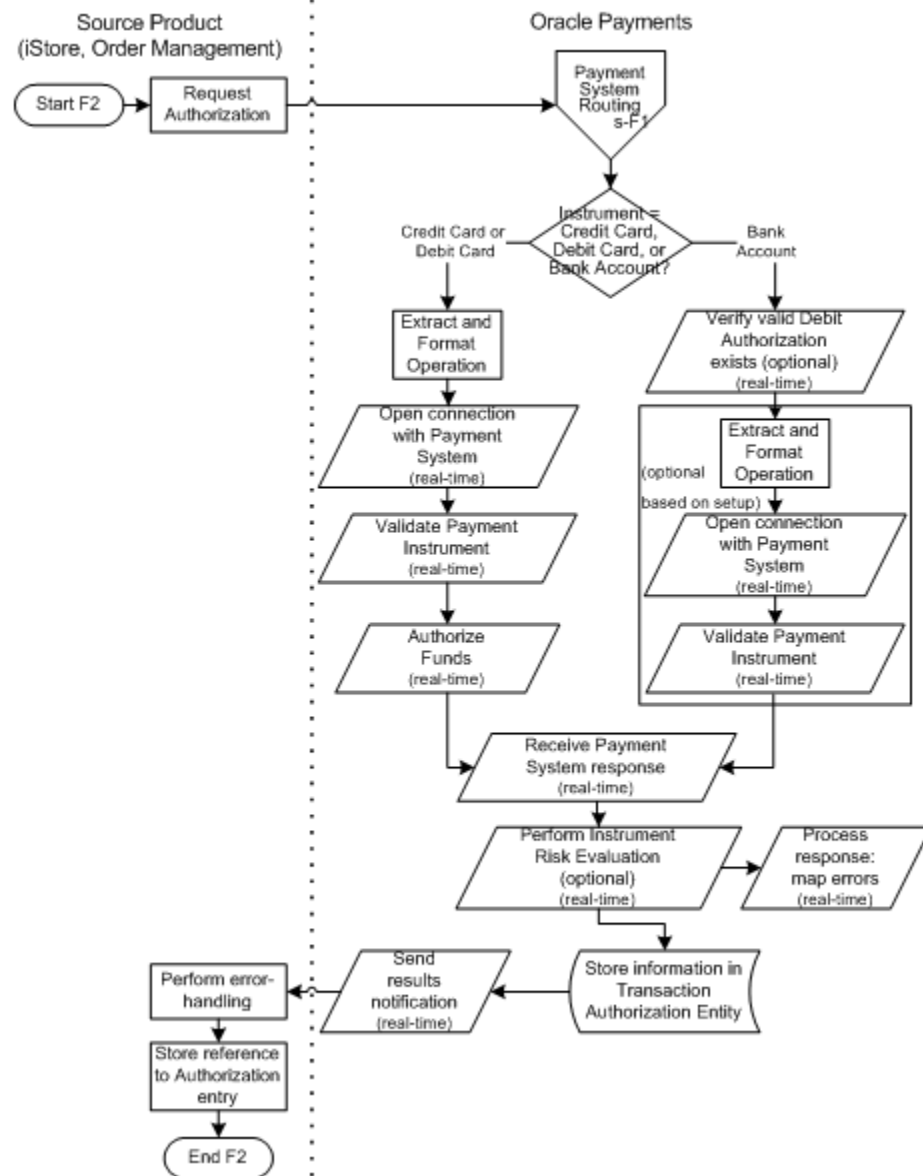 Source Product
(iStore, Order Management)
Oracle Payments
Start F2
Request
Authorization
Payment
System
Routing
s-F1
Instrument =
Credit Card,
Debit Card, or
Bank Account?
Credit Card or
Debit Card
Bank
Account
Extract and
Format
Operation
Verify valid Debit
Authorization
exists (optional)
(real-time)
Open connection
with Payment
System
(real-time)
Extract and
Format
Operation
(optional
based on setup)
Validate Payment
Instrument
(real-time)
Open connection
with Payment
System
(real-time)
Authorize
Funds
(real-time)
Validate Payment
Instrument
(real-time)
Receive Payment
System response
(real-time)
Perform Instrument
Risk Evaluation
(optional)
(real-time)
Process
response:
map errors
(real-time)
Store information in
Transaction
Authorization Entity
Send
results
notification
(real-time)
Perform error-
handling
Store reference
to Authorization
entry
End F2